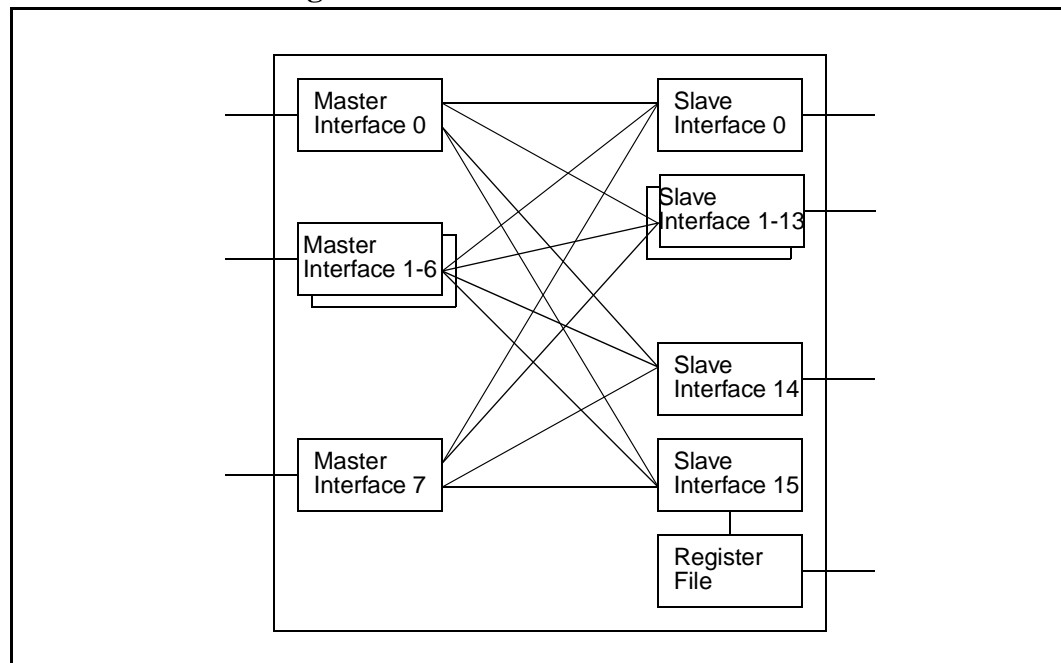 Master
Interface 0
Slave
Interface 0
Slave
Interface 1-13
Master
Interface 1-6
Slave
Interface 14
Master
Interface 7
Slave
Interface 15
Register
File